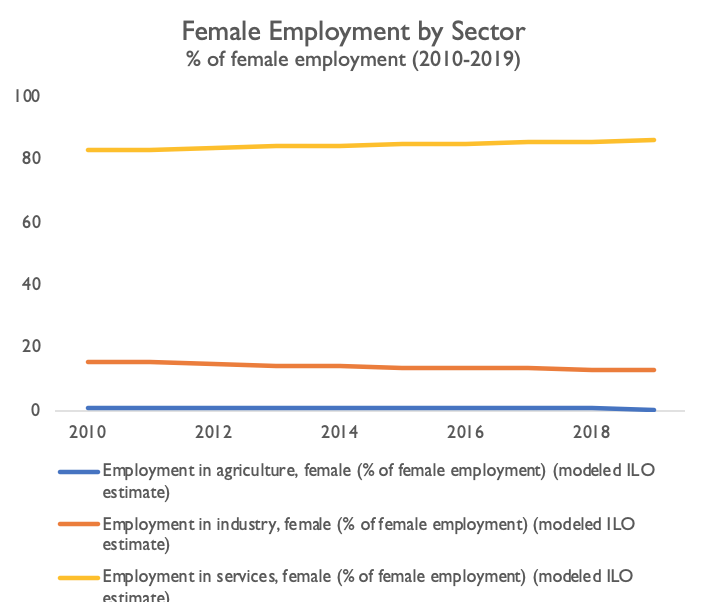 Female Employment by Sector
% of female employment (2010-2019)
100
80
60
40
20
0
2010 2012 2014 2016 2018
Employment in agriculture, female (% of female employment) (modeled ILO
estimate)
Employment in industry, female (% of female employment) (modeled ILO
estimate)
Employment in services, female (% of female employment) (modeled ILO
estimate)